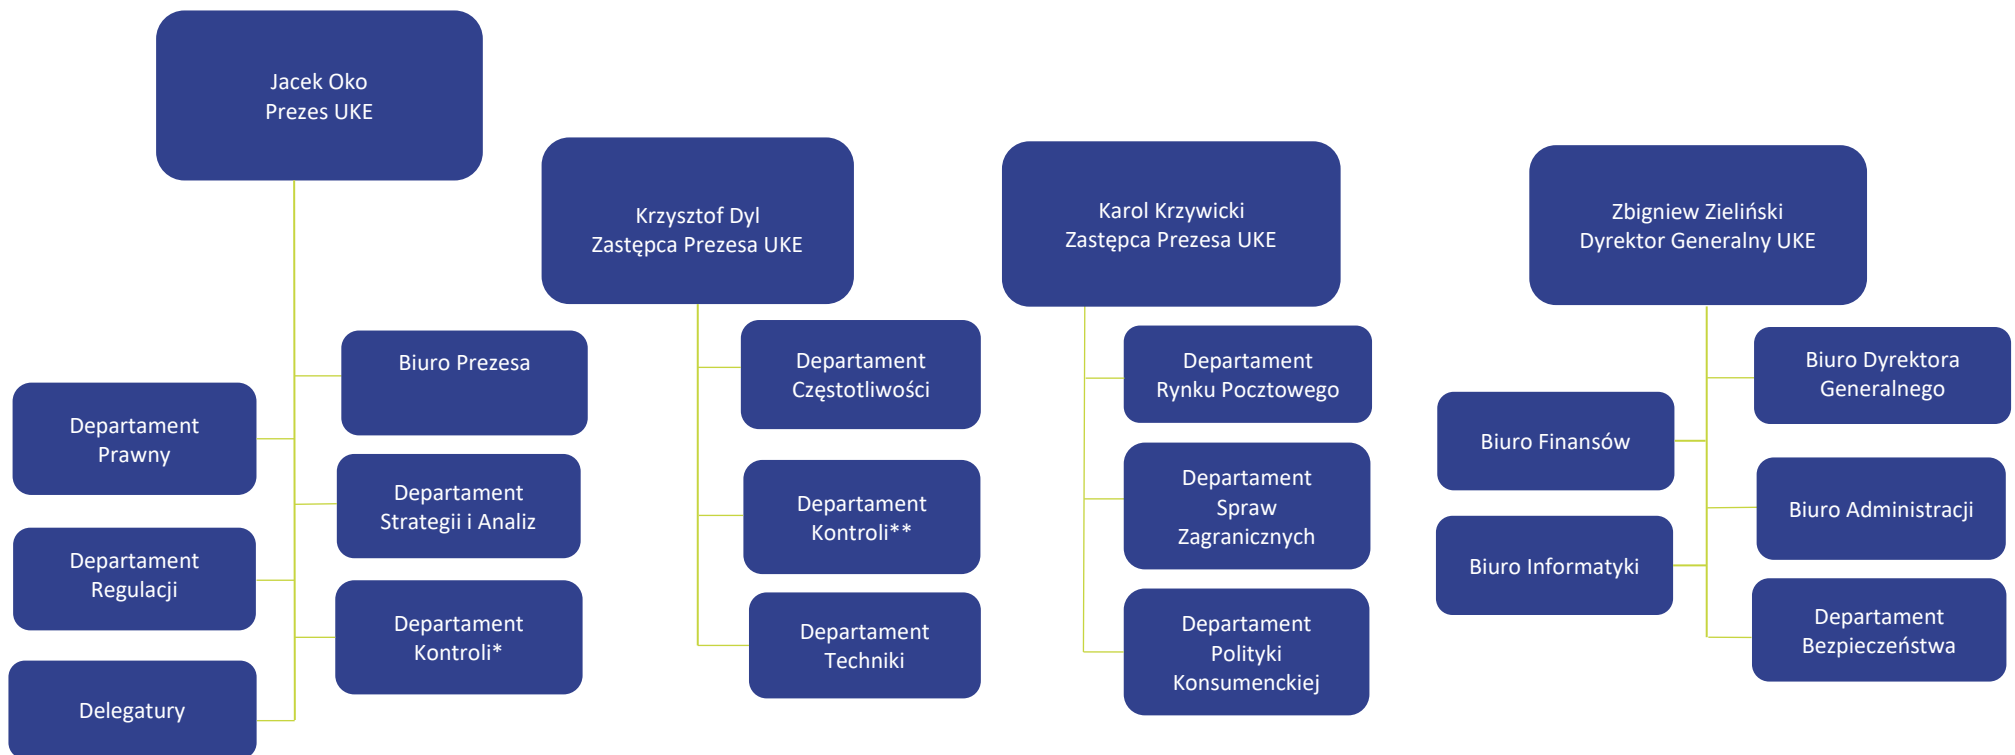 Jacek Oko
Prezes UKE
Krzysztof Dyl
Zastępca Prezesa UKE
Karol Krzywicki
Zastępca Prezesa UKE
Zbigniew Zieliński
Dyrektor Generalny UKE
Biuro Prezesa
Departament
Prawny
Departament
Strategii i Analiz
Departament
Regulacji
Departament
Kontroli*
Delegatury
Departament
Częstotliwości
Departament
Kontroli**
Departament
Techniki
Departament
Rynku Pocztowego
Departament
Spraw
Zagranicznych
Departament
Polityki
Konsumenckiej
Biuro Dyrektora
Generalnego
Biuro Finansów
Biuro Administracji
Biuro Informatyki
Departament
Bezpieczeństwa